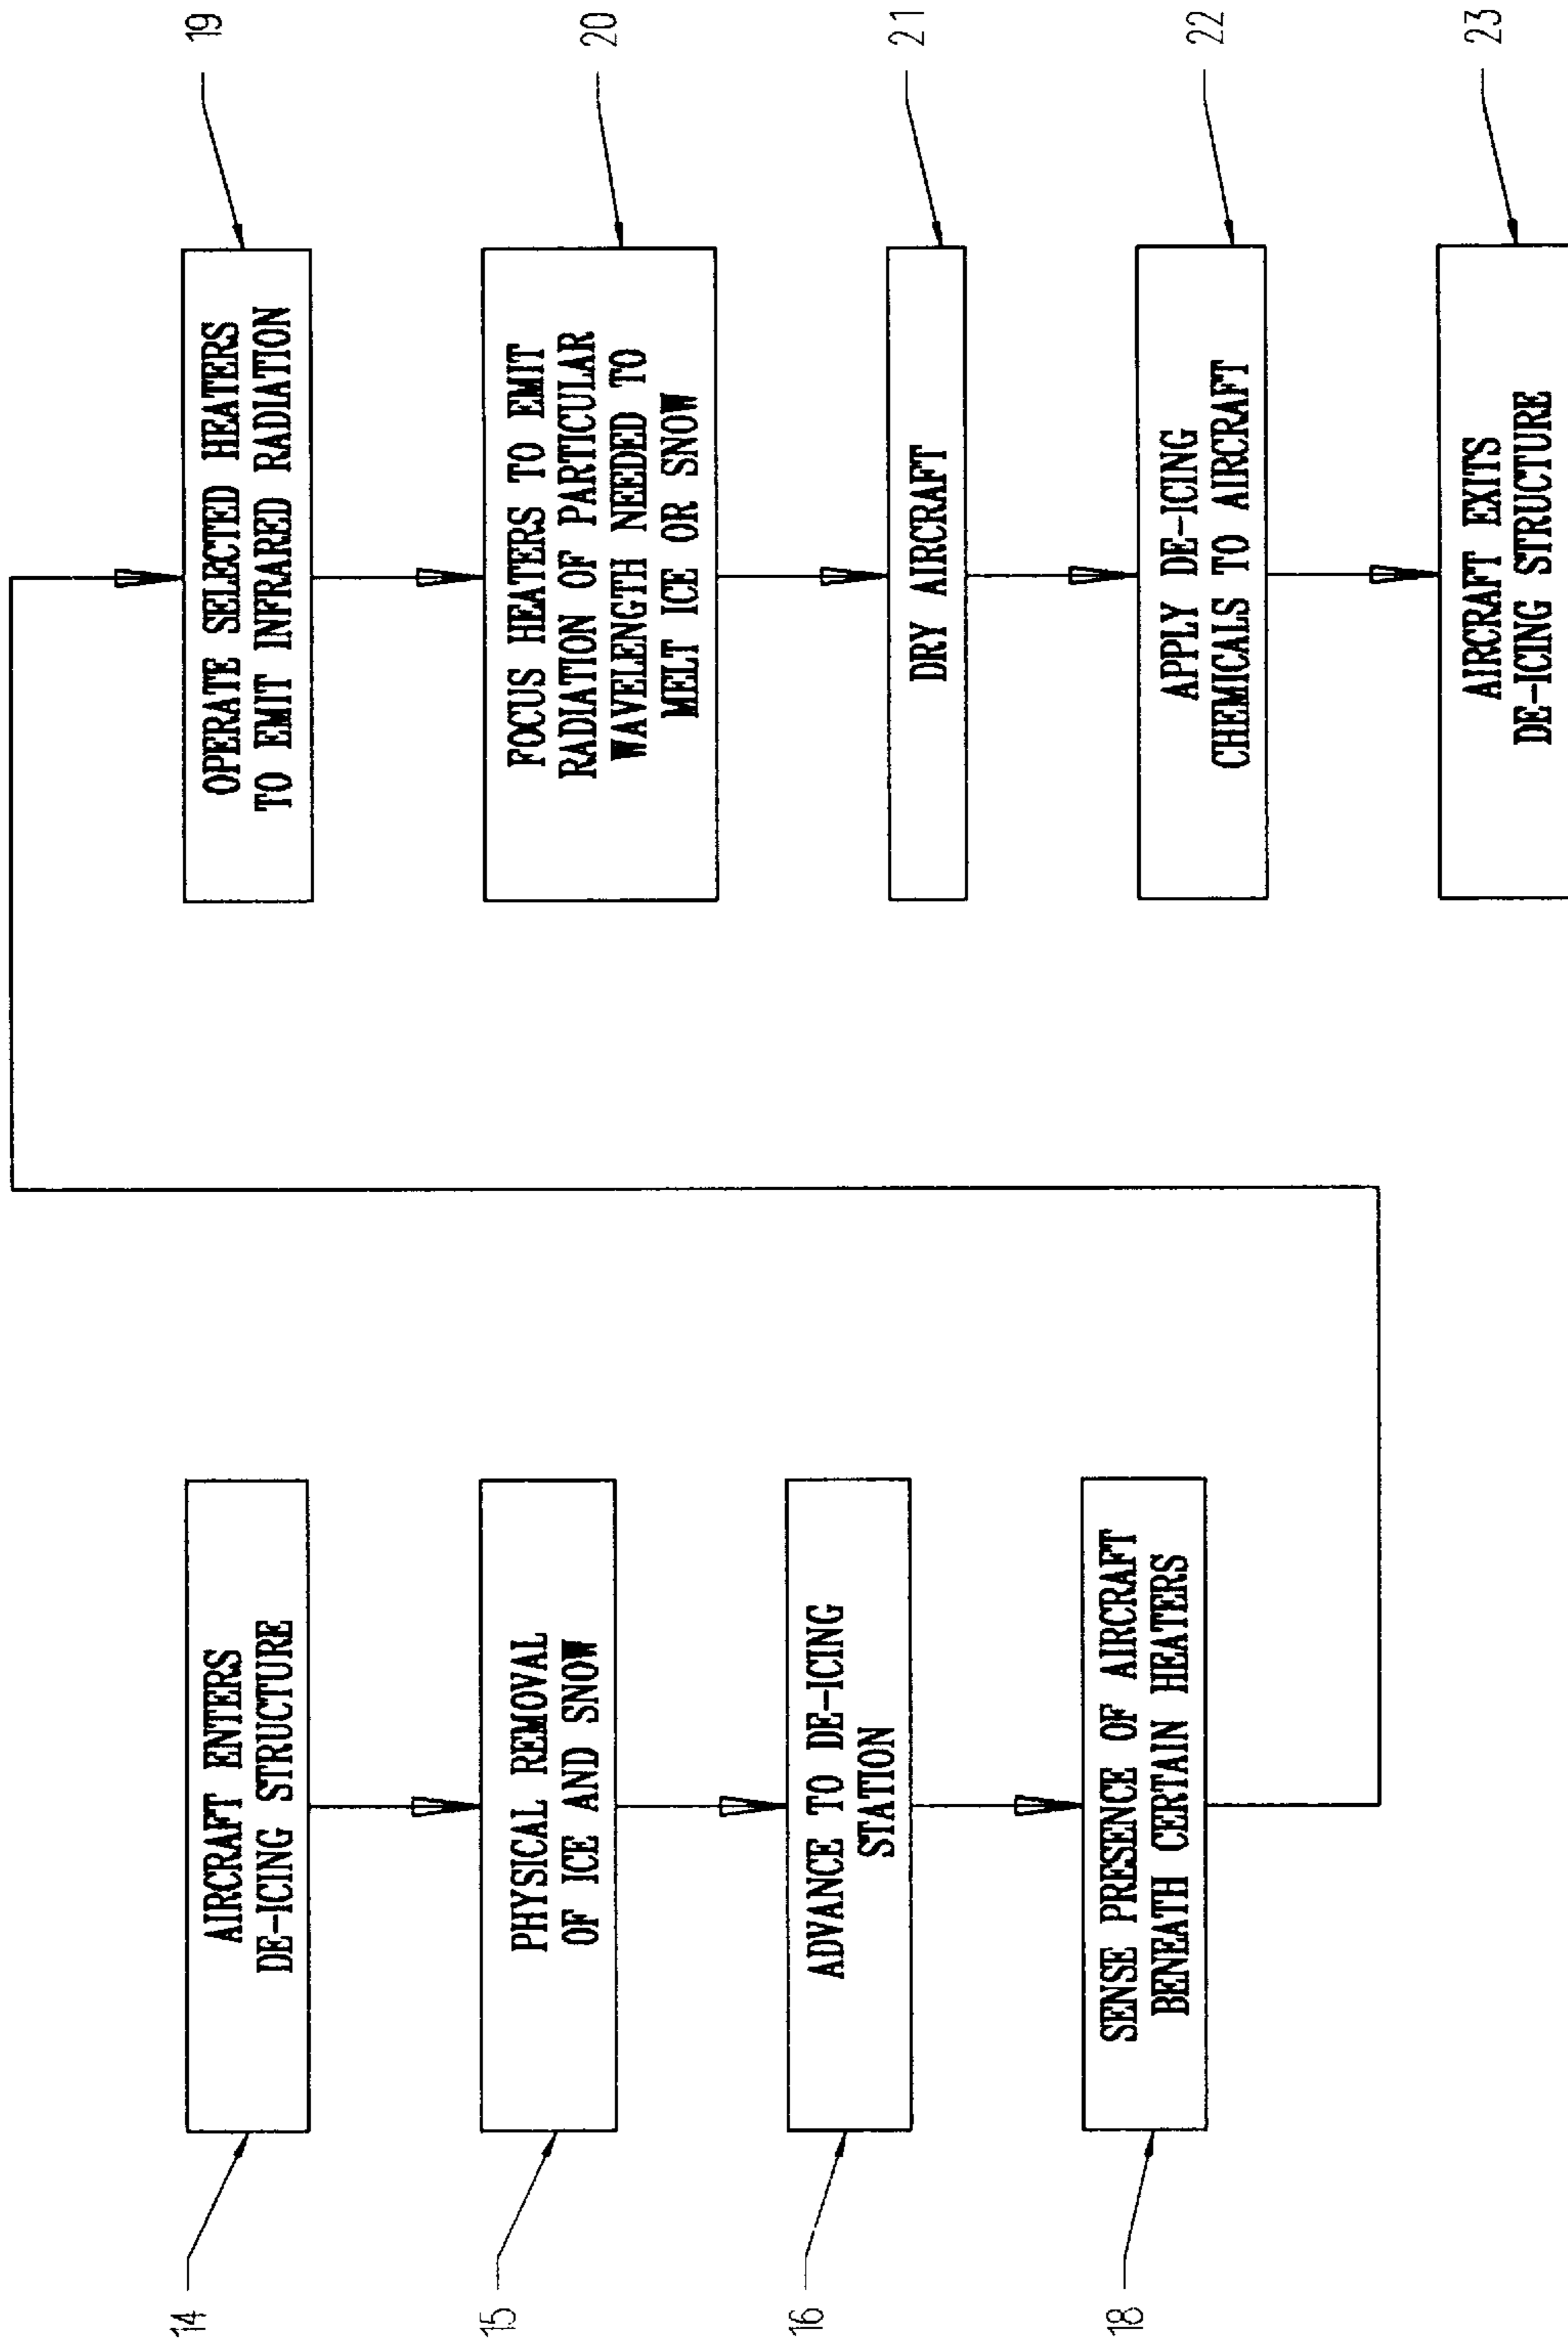 14
AIRCRAFT ENTERS
DE-ICING STRUCTURE
15
PHYSICAL REMOVAL
OF ICE AND SNOW
16
ADVANCE TO DE-ICING
STATION
18
SENSE PRESENCE OF AIRCRAFT
BENEATH CERTAIN HEATERS
19
OPERATE SELECTED HEATERS
TO EMIT INFRARED RADIATION
20
FOCUS HEATERS TO EMIT
RADIATION OF PARTICULAR
WAVELENGTH NEEDED TO
MELT ICE OR SNOW
21
DRY AIRCRAFT
22
APPLY DE-ICING
CHEMICALS TO AIRCRAFT
23
AIRCRAFT EXITS
DE-ICING STRUCTURE